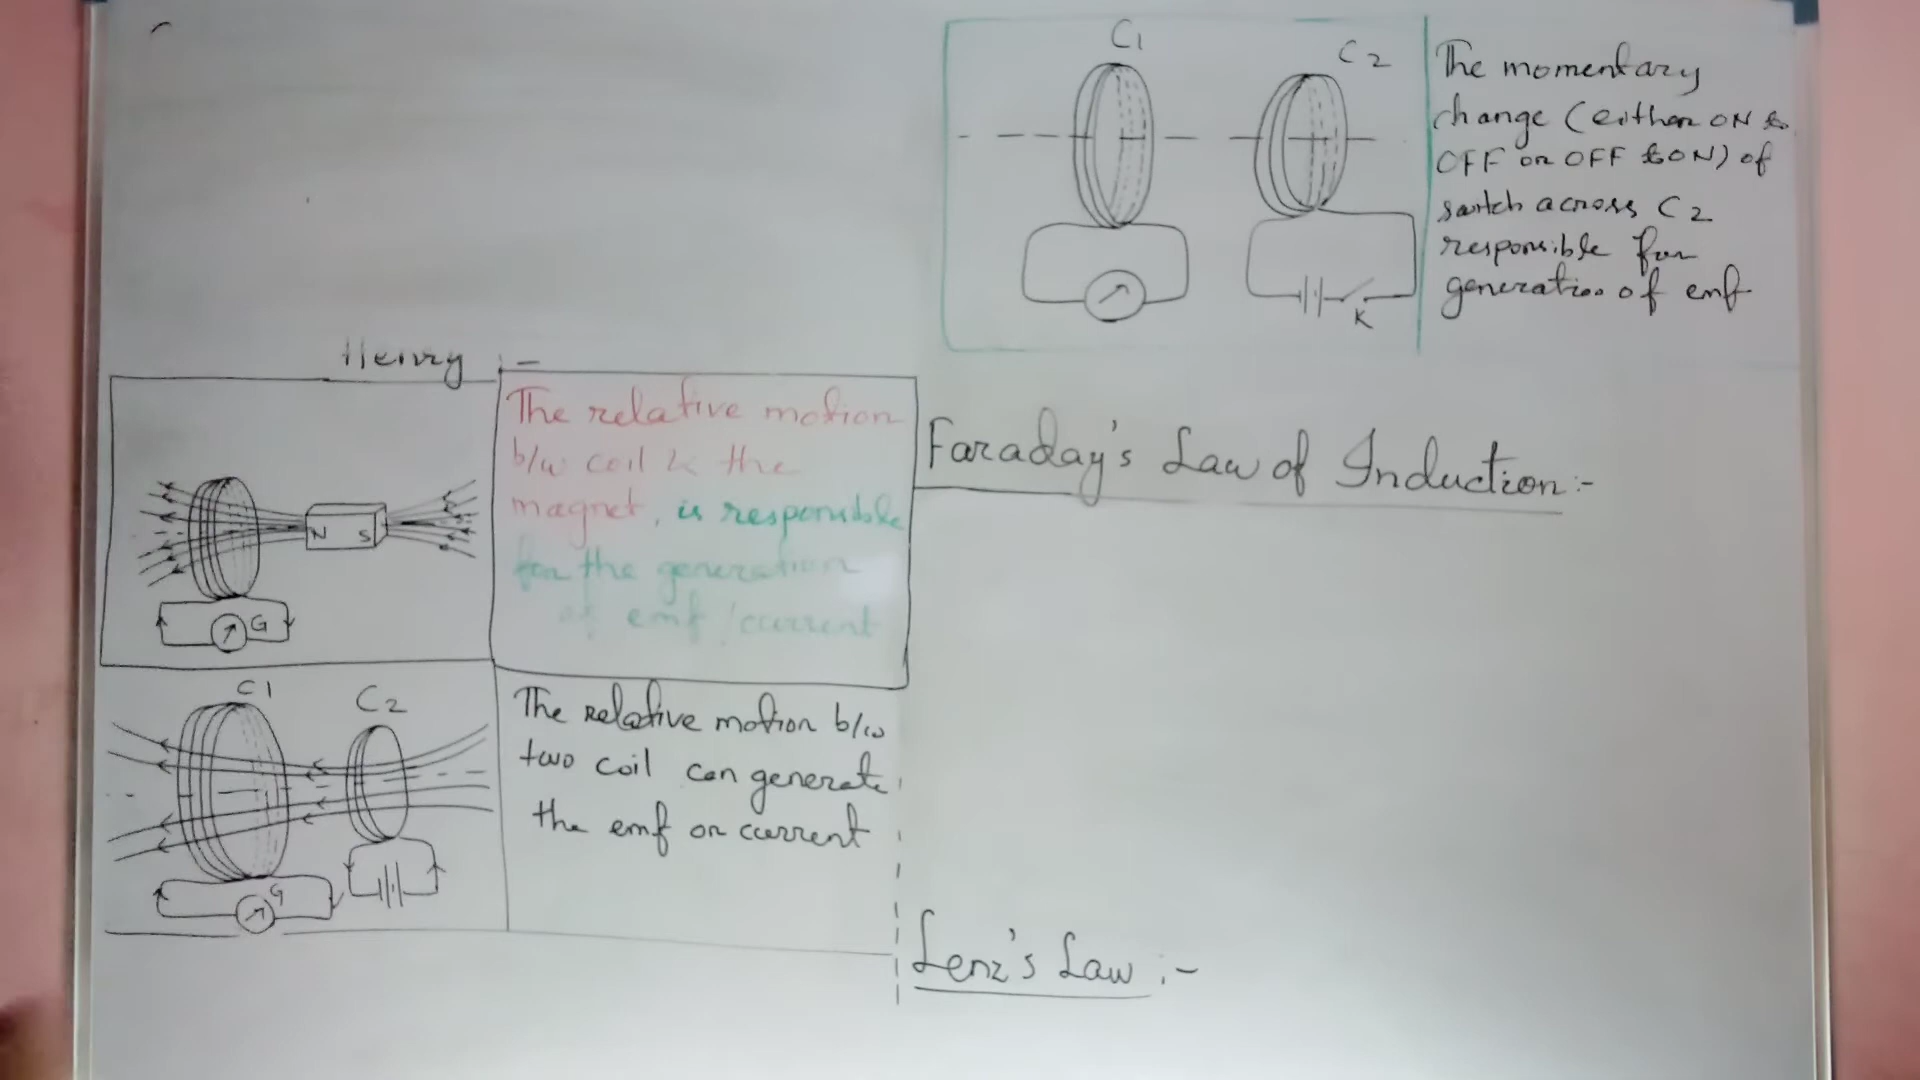 C1
C2
K
The momentary
change (either ON to
OFF or OFF to ON) of
switch across C2
responsible for
generation of emf
Henry :-
N S
G
The relative motion
b/w coil & the
magnet, is responsible
for the generation
of emf / current
C1
C2
G
The relative motion b/w
two coil can generate
the emf or current
Faraday's Law of Induction:-
Lenz's Law :-